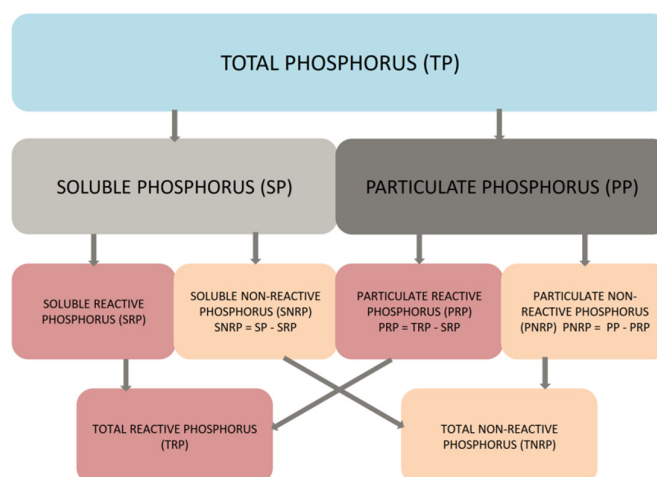 TOTAL PHOSPHORUS (TP)
SOLUBLE PHOSPHORUS (SP)
PARTICULATE PHOSPHORUS (PP)
SOLUBLE REACTIVE
PHOSPHORUS (SRP)
SOLUBLE NON-REACTIVE
PHOSPHORUS (SNRP)
SNRP = SP - SRP
PARTICULATE REACTIVE
PHOSPHORUS (PRP)
PRP = TRP - SRP
PARTICULATE NON-
REACTIVE PHOSPHORUS
(PNRP) PNRP = PP - PRP
TOTAL REACTIVE PHOSPHORUS
(TRP)
TOTAL NON-REACTIVE
PHOSPHORUS (TNRP)